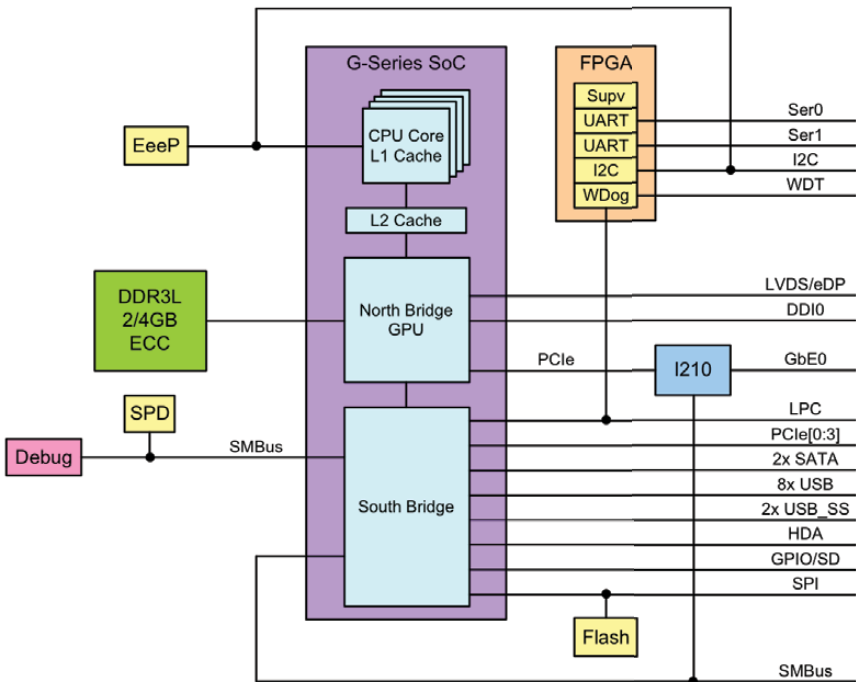 G-Series SoC
FPGA
Supv
UART
Ser0
UART
Ser1
I2C
I2C
WDog
WDT
EeeP
CPU Core
L1 Cache
L2 Cache
DDR3L
2/4GB
ECC
North Bridge
GPU
LVDS/eDP
DDI0
PCIe
I210
GbE0
SPD
Debug
SMBus
South Bridge
LPC
PCIe[0:3]
2x SATA
8x USB
2x USB_SS
HDA
GPIO/SD
SPI
Flash
SMBus